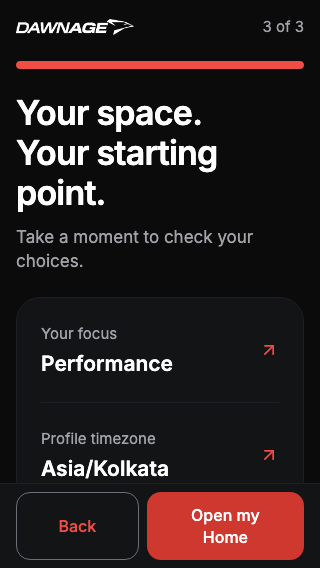 DAWNAGE
3 of 3
Your space.
Your starting
point.
Take a moment to check your
choices.
Your focus
Performance
Profile timezone
Asia/Kolkata
Back
Open my
Home